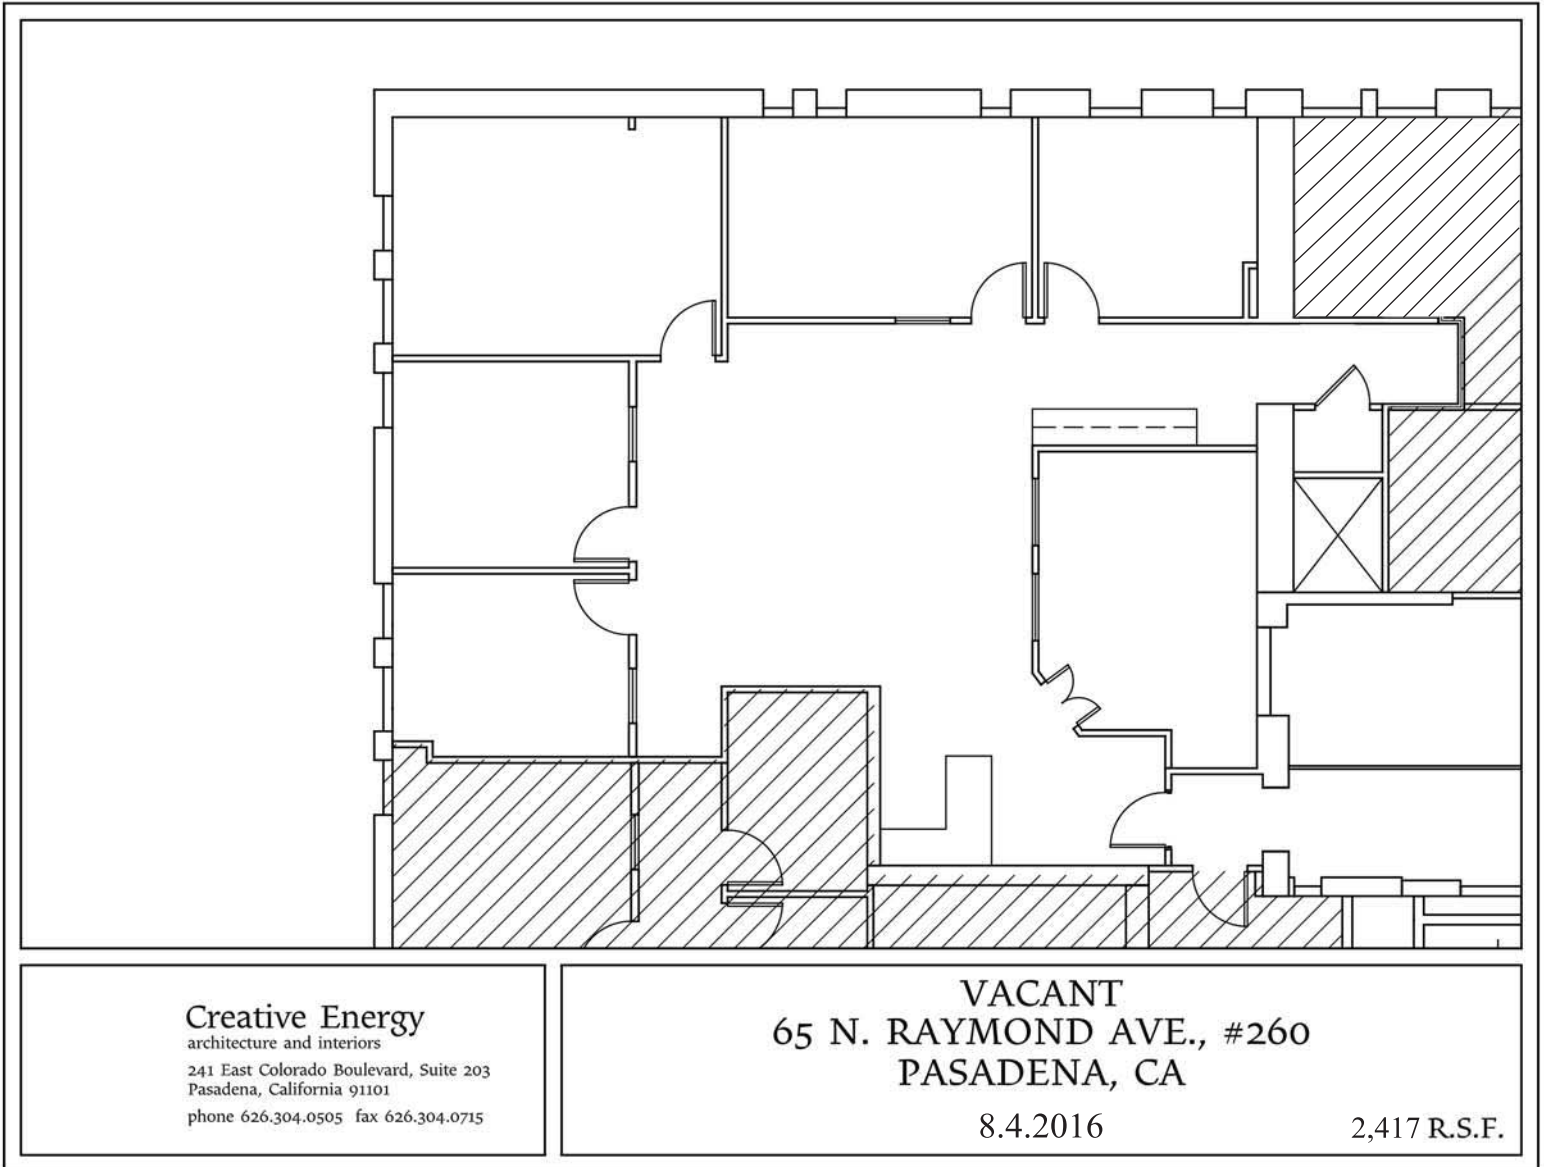 Creative Energy
architecture and interiors
241 East Colorado Boulevard, Suite 203
Pasadena, California 91101
phone 626.304.0505 fax 626.304.0715
VACANT
65 N. RAYMOND AVE., #260
PASADENA, CA
8.4.2016
2,417 R.S.F.